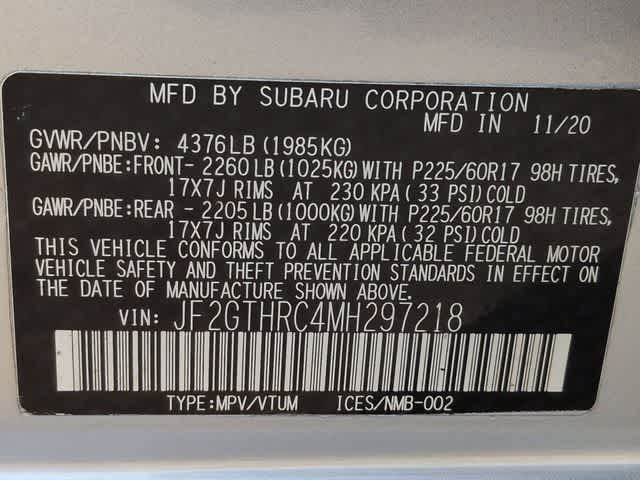 MFD BY SUBARU CORPORATION
MFD IN 11/20
GVWR/PNBV: 4376LB (1985KG)
GAWR/PNBE:FRONT- 2260LB(1025KG)WITH P225/60R17 98H TIRES,
17X7J RIMS AT 230 KPA( 33 PSI)COLD
GAWR/PNBE:REAR - 2205LB(1000KG)WITH P225/60R17 98H TIRES,
17X7J RIMS AT 220 KPA( 32 PSI)COLD
THIS VEHICLE CONFORMS TO ALL APPLICABLE FEDERAL MOTOR
VEHICLE SAFETY AND THEFT PREVENTION STANDARDS IN EFFECT ON
THE DATE OF MANUFACTURE SHOWN ABOVE.
VIN: JF2GTHRC4MH297218
TYPE:MPV/VTUM ICES/NMB-002